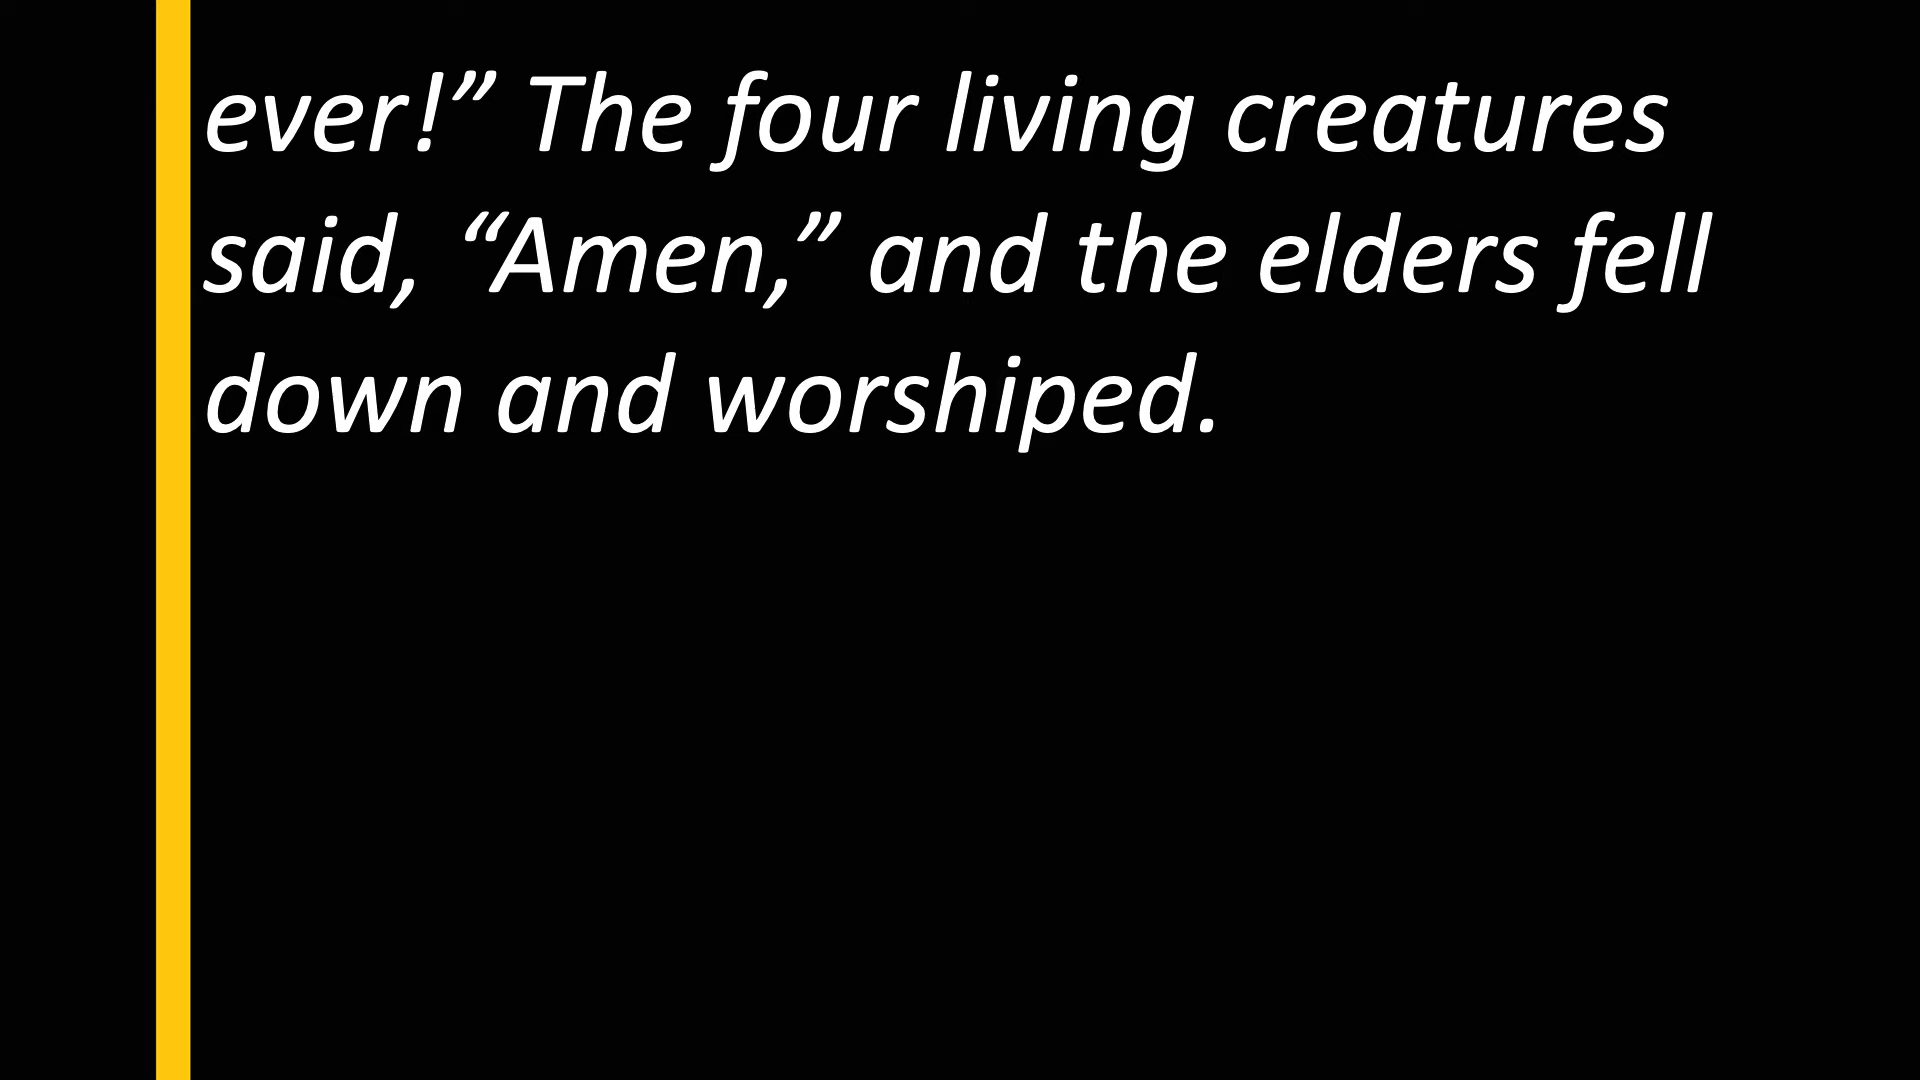 ever!” The four living creatures
said, “Amen,” and the elders fell
down and worshiped.